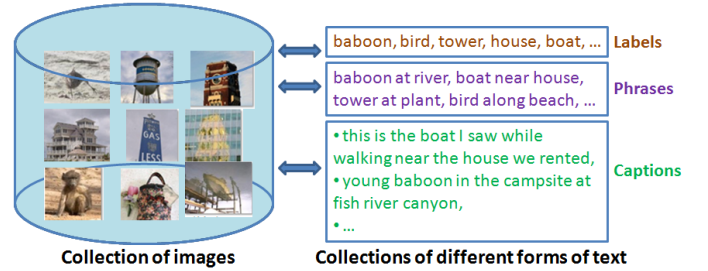 baboon, bird, tower, house, boat, ...
Labels
baboon at river, boat near house,
tower at plant, bird along beach, ...
Phrases
• this is the boat I saw while
walking near the house we rented,
• young baboon in the campsite at
fish river canyon,
• ...
Captions
GAS
LESS
Collection of images
Collections of different forms of text